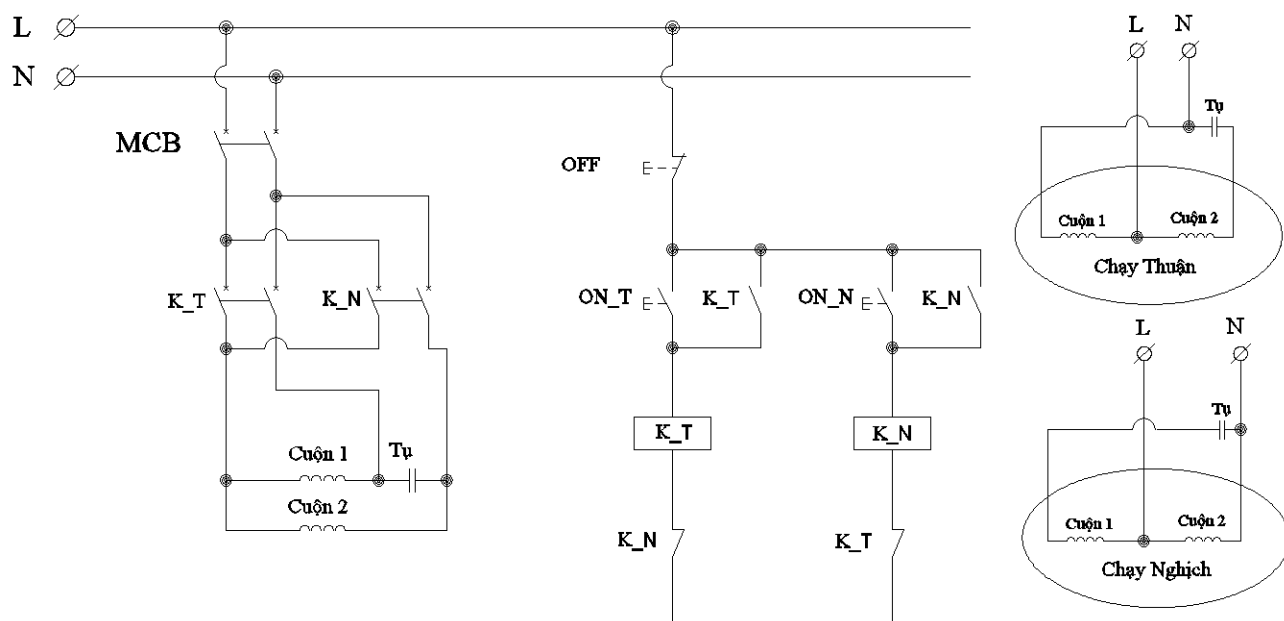 L
N
MCB
K_T
K_N
Cuộn 1
Tụ
Cuộn 2
OFF
ON_T
K_T
ON_N
K_N
K_T
K_N
K_N
K_T
L
N
Tụ
Cuộn 1
Cuộn 2
Chạy Thuận
L
N
Tụ
Cuộn 1
Cuộn 2
Chạy Nghịch